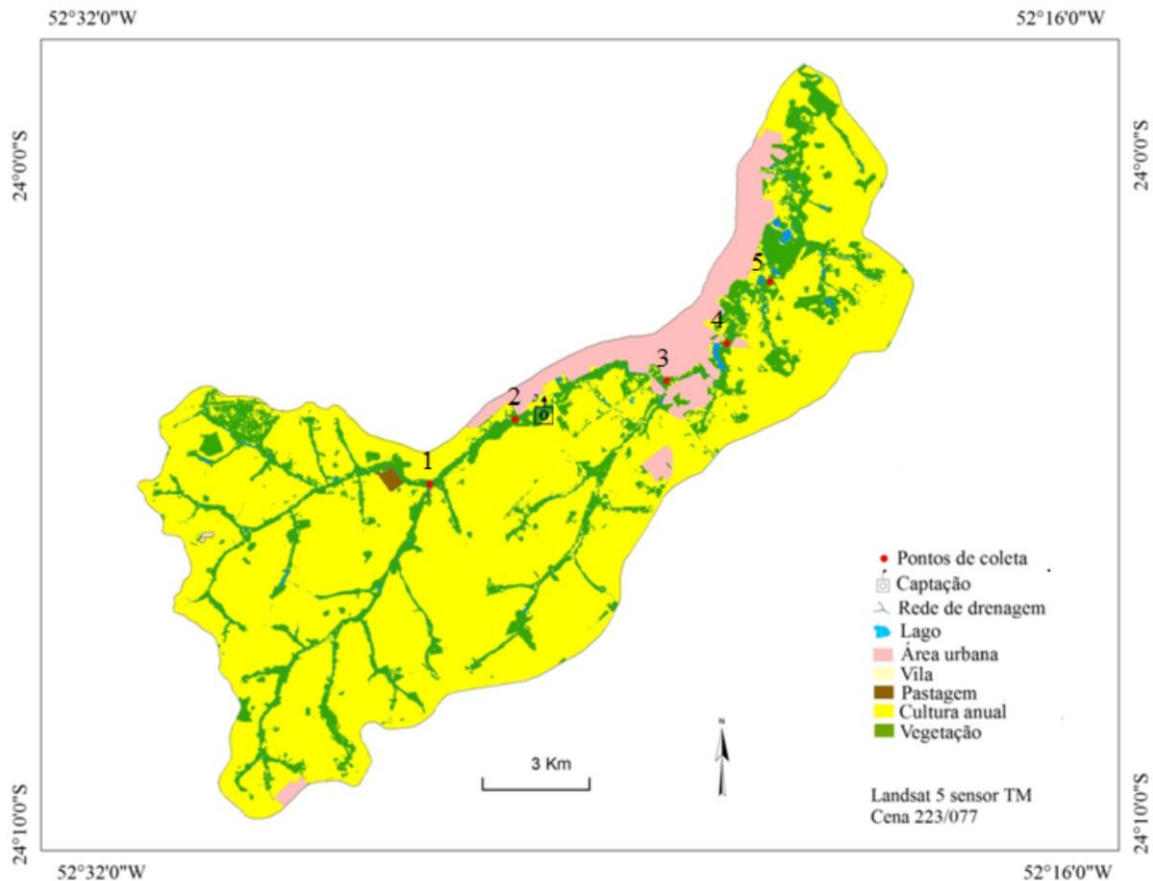 52°32'0"W
52°16'0"W
24°0'0"S
24°0'0"S
5
4
3
2
1
Pontos de coleta
Captação
Rede de drenagem
Lago
Área urbana
Vila
Pastagem
Cultura anual
Vegetação
N
3 Km
Landsat 5 sensor TM
Cena 223/077
24°10'0"S
24°10'0"S
52°32'0"W
52°16'0"W